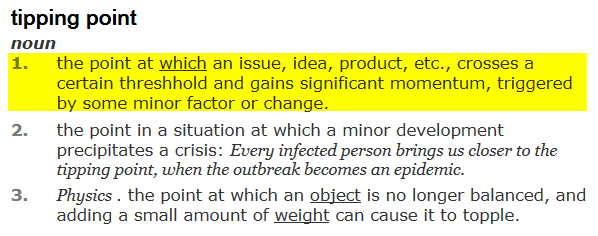 tipping point
noun
1. the point at which an issue, idea, product, etc., crosses a
certain threshhold and gains significant momentum, triggered
by some minor factor or change.
2. the point in a situation at which a minor development
precipitates a crisis: Every infected person brings us closer to the
tipping point, when the outbreak becomes an epidemic.
3. Physics . the point at which an object is no longer balanced, and
adding a small amount of weight can cause it to topple.